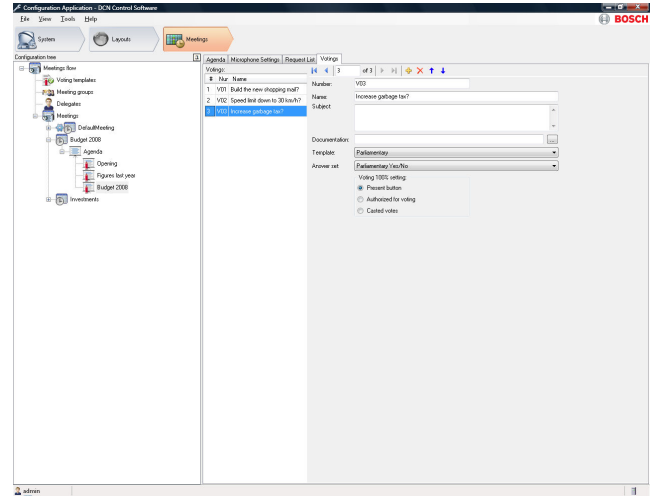 Configuration Application - DCN Control Software
File View Tools Help
BOSCH
System Layouts Meetings
Configuration tree
Meetings flow
Voting templates
Meeting groups
Delegates
Meetings
DefaultMeeting
Budget 2008
Agenda
Opening
Figures last year
Budget 2008
Investments
Agenda Microphone Settings Request List Votings
Votings:
# Nur Name
1 V01 Build the new shopping mall?
2 V02 Speed limit down to 30 km/h?
3 V03 Increase garbage tax?
3 of 3
Number: V03
Name: Increase garbage tax?
Subject:
Documentation: ...
Template: Parliamentary
Answer set: Parliamentary Yes/No
Voting 100% setting:
Present button
Authorized for voting
Casted votes
admin